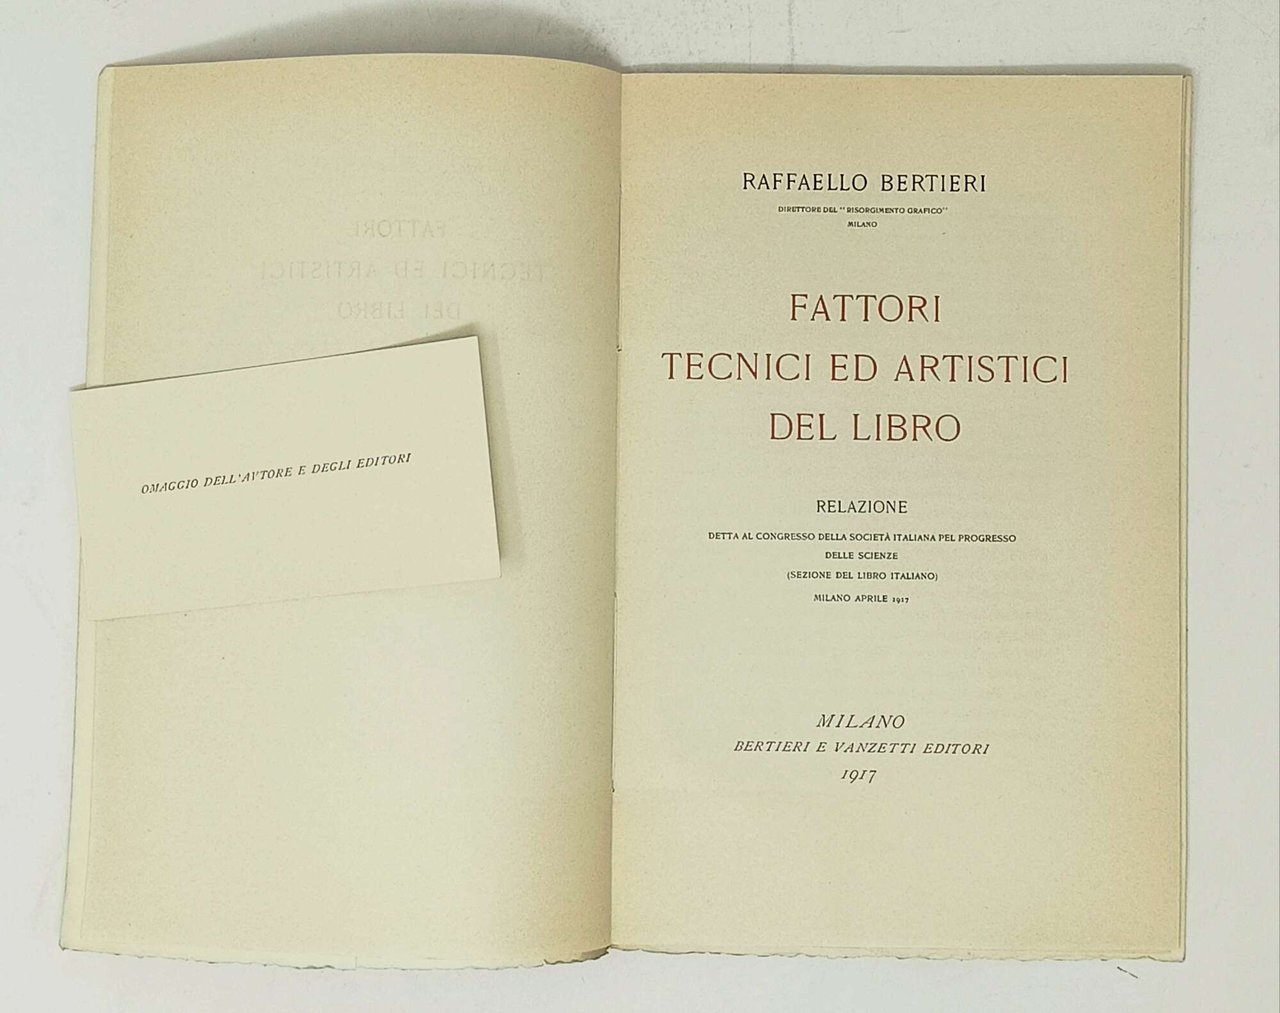 FATTORI
TECNICI ED ARTISTICI
DEL LIBRO
OMAGGIO DELL'AVTORE E DEGLI EDITORI
RAFFAELLO BERTIERI
DIRETTORE DEL "RISORGIMENTO GRAFICO"
MILANO
FATTORI
TECNICI ED ARTISTICI
DEL LIBRO
RELAZIONE
DETTA AL CONGRESSO DELLA SOCIETÀ ITALIANA PEL PROGRESSO
DELLE SCIENZE
(SEZIONE DEL LIBRO ITALIANO)
MILANO APRILE 1917
MILANO
BERTIERI E VANZETTI EDITORI
1917